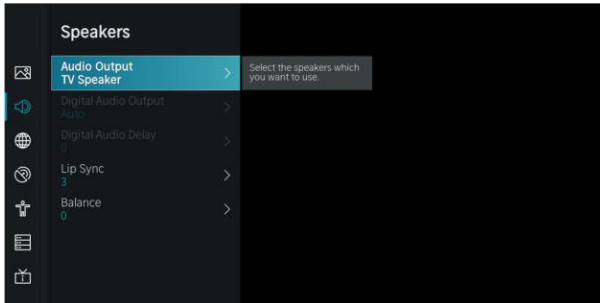 Speakers
Audio Output
TV Speaker
Select the speakers which
you want to use.
Digital Audio Output
Auto
Digital Audio Delay
0
Lip Sync
3
Balance
0